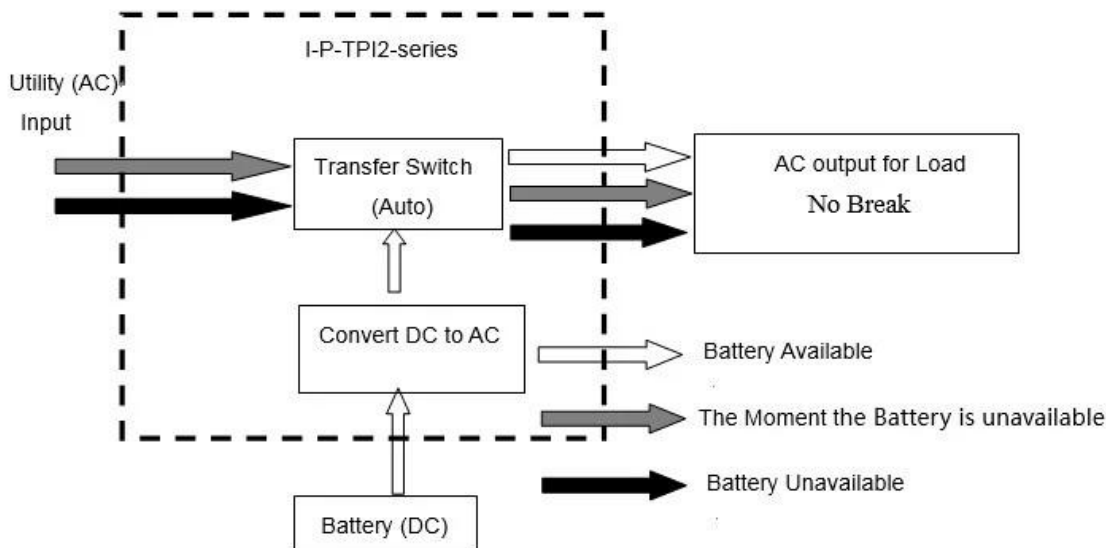 I-P-TPI2-series
Utility (AC)
Input
Transfer Switch
(Auto)
AC output for Load
No Break
Convert DC to AC
Battery Available
The Moment the Battery is unavailable
Battery Unavailable
Battery (DC)